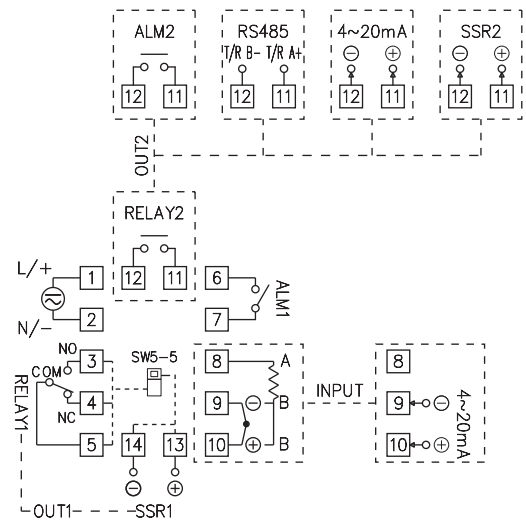 ALM2 RS485 4~20mA SSR2
T/R B- T/R A+
⊖ ⊕ ⊖ ⊕
12 11 12 11 12 11 12 11
OUT2
RELAY2
12 11
L/+ 1 6
N/- 2 7 ALM1
NO 3 SW5-5 8 A 8
COM INPUT
NC 4 9 ⊖ B 9 ⊖ 4~20mA
RELAY1 5 14 13 10 ⊕ B 10 ⊕
⊖ ⊕
OUT1 SSR1